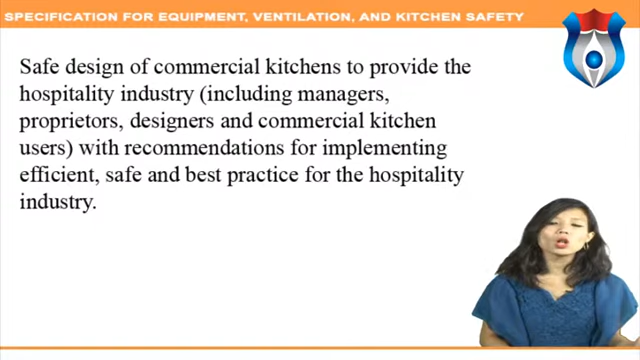 SPECIFICATION FOR EQUIPMENT, VENTILATION, AND KITCHEN SAFETY
Safe design of commercial kitchens to provide the
hospitality industry (including managers,
proprietors, designers and commercial kitchen
users) with recommendations for implementing
efficient, safe and best practice for the hospitality
industry.